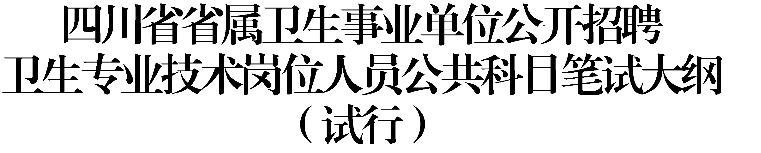 四川省省属卫生事业单位公开招聘
卫生专业技术岗位人员公共科日笔试大纲
（试行）